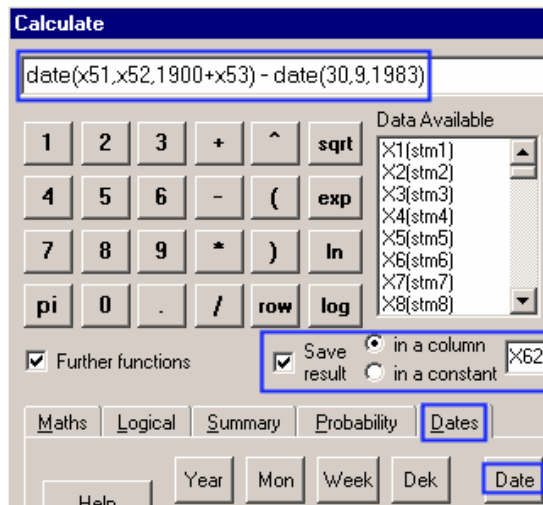 Calculate
date(x51,x52,1900+x53) - date(30,9,1983)
Data Available
1 2 3 + ^ sqrt
4 5 6 - ( exp
7 8 9 * ) ln
pi 0 . / row log
X1(stm1)
X2(stm2)
X3(stm3)
X4(stm4)
X5(stm5)
X6(stm6)
X7(stm7)
X8(stm8)
Further functions
Save result
in a column
in a constant
X62
Maths Logical Summary Probability Dates
Help Year Mon Week Dek Date